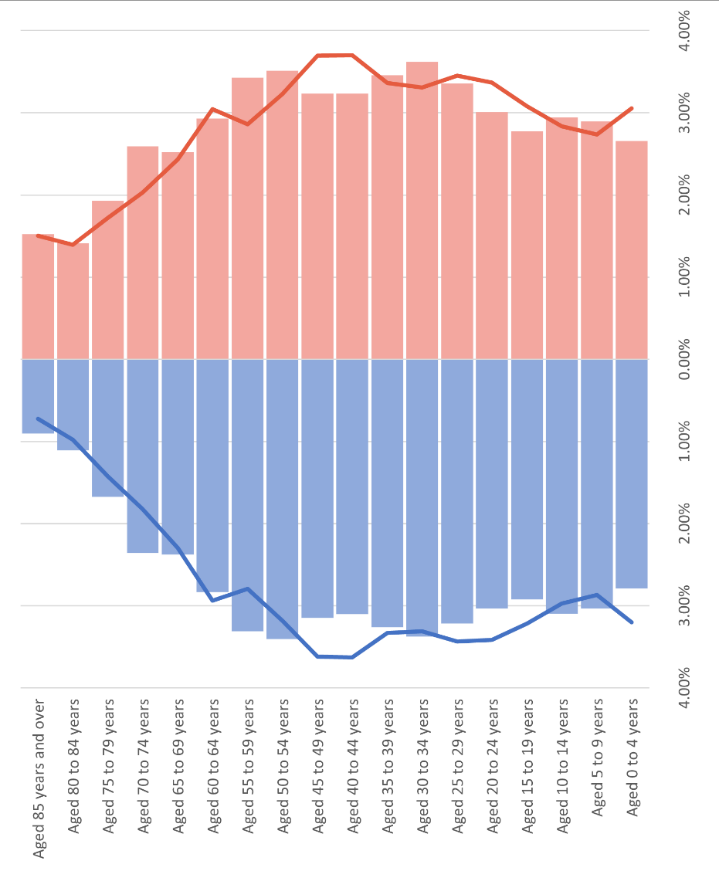 4.00%
3.00%
2.00%
1.00%
0.00%
1.00%
2.00%
3.00%
4.00%
Aged 85 years and over
Aged 80 to 84 years
Aged 75 to 79 years
Aged 70 to 74 years
Aged 65 to 69 years
Aged 60 to 64 years
Aged 55 to 59 years
Aged 50 to 54 years
Aged 45 to 49 years
Aged 40 to 44 years
Aged 35 to 39 years
Aged 30 to 34 years
Aged 25 to 29 years
Aged 20 to 24 years
Aged 15 to 19 years
Aged 10 to 14 years
Aged 5 to 9 years
Aged 0 to 4 years